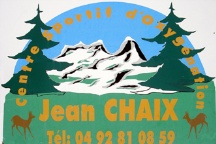 Centre Sportif d'Oxygénation
Jean CHAIX
Tél: 04 92 81 08 59